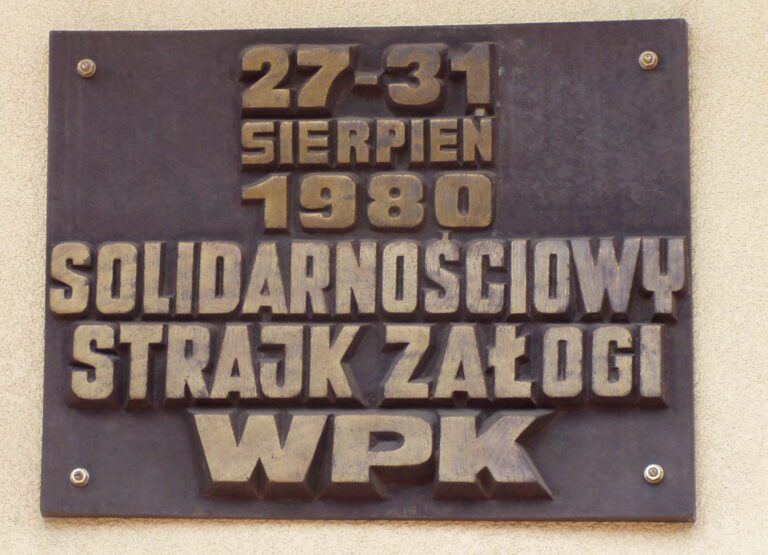 27-31
SIERPIEŃ
1980
SOLIDARNOŚCIOWY
STRAJK ZAŁOGI
WPK